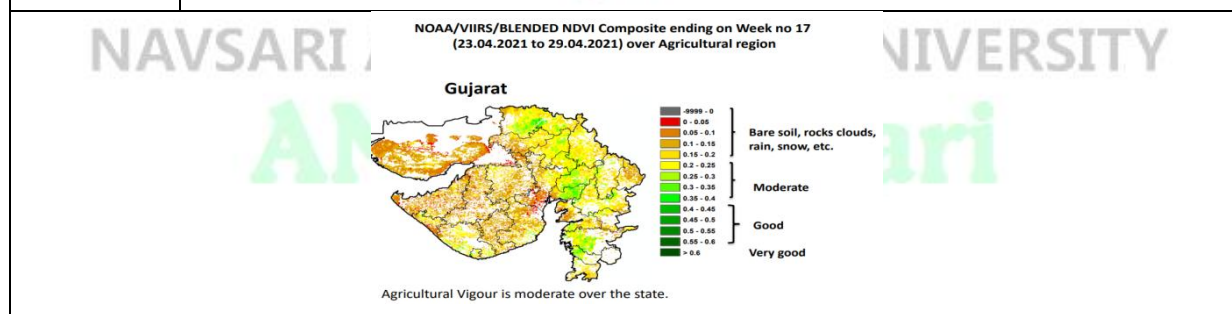 NOAA/VIIRS/BLENDED NDVI Composite ending on Week no 17
(23.04.2021 to 29.04.2021) over Agricultural region
NAVSARI
NIVERSITY
Gujarat
-9999 - 0
0 - 0.05
0.05 - 0.1
0.1 - 0.15
0.15 - 0.2
0.2 - 0.25
0.25 - 0.3
0.3 - 0.35
0.35 - 0.4
0.4 - 0.45
0.45 - 0.5
0.5 - 0.55
0.55 - 0.6
> 0.6
Bare soil, rocks clouds,
rain, snow, etc.
Moderate
Good
Very good
ari
Agricultural Vigour is moderate over the state.